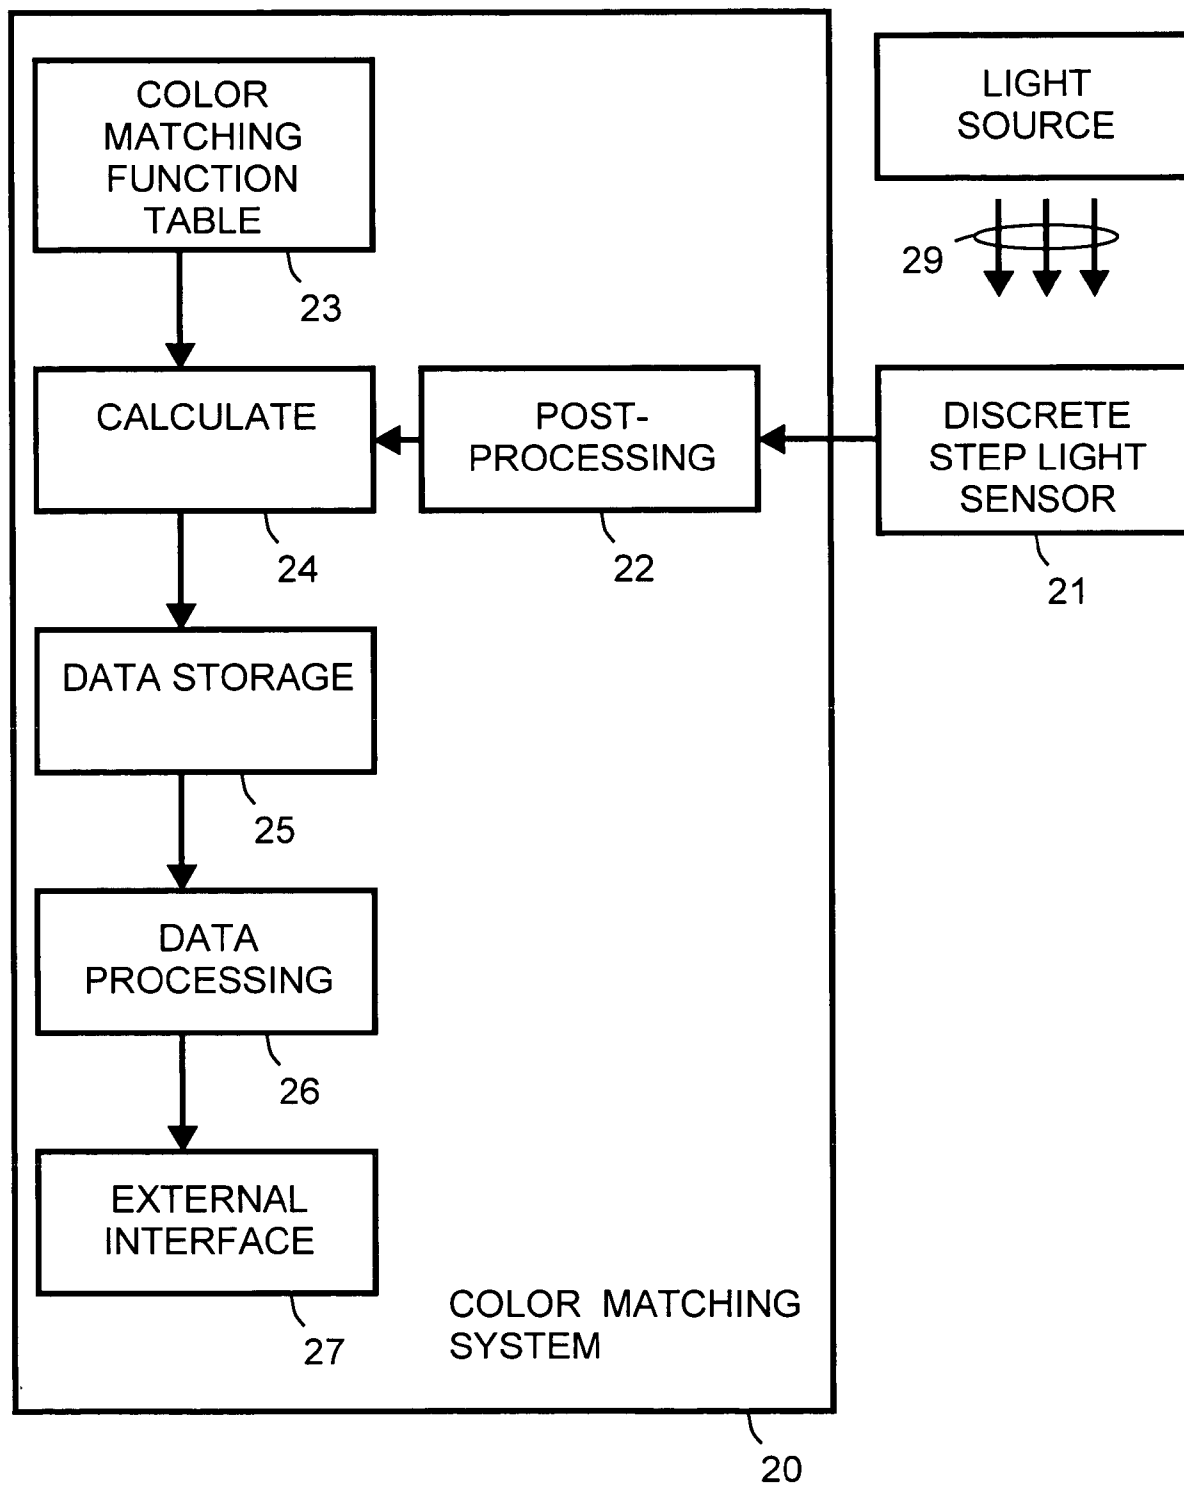 COLOR
MATCHING
FUNCTION
TABLE
23
LIGHT
SOURCE
29
CALCULATE
24
POST-
PROCESSING
22
DISCRETE
STEP LIGHT
SENSOR
21
DATA STORAGE
25
DATA
PROCESSING
26
EXTERNAL
INTERFACE
27
COLOR MATCHING
SYSTEM
20